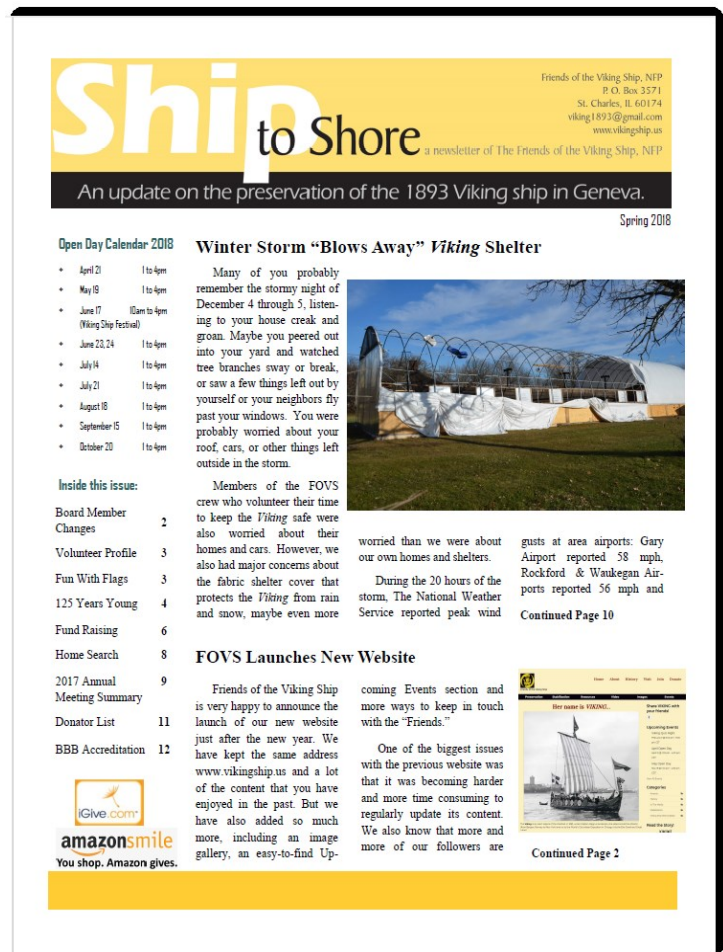 Ship
to Shore
Friends of the Viking Ship, NFP
P. O. Box 3571
St. Charles, IL 60174
viking1893@gmail.com
www.vikingship.us
a newsletter of The Friends of the Viking Ship, NFP
An update on the preservation of the 1893 Viking ship in Geneva.
Spring 2018
Open Day Calendar 2018
• April 21 1 to 4pm
• May 19 1 to 4pm
• June 17 10am to 4pm
(Viking Ship Festival)
• June 23, 24 1 to 4pm
• July 14 1 to 4pm
• July 21 1 to 4pm
• August 18 1 to 4pm
• September 15 1 to 4pm
• October 20 1 to 4pm
Inside this issue:
Board Member
Changes 2
Volunteer Profile 3
Fun With Flags 3
125 Years Young 4
Fund Raising 6
Home Search 8
2017 Annual 9
Meeting Summary
Donator List 11
BBB Accreditation 12
iGive.com
amazonsmile
You shop. Amazon gives.
Winter Storm “Blows Away” Viking Shelter
Many of you probably
remember the stormy night of
December 4 through 5, listen-
ing to your house creak and
groan. Maybe you peered out
into your yard and watched
tree branches sway or break,
or saw a few things left out by
yourself or your neighbors fly
past your windows. You were
probably worried about your
roof, cars, or other things left
outside in the storm.
Members of the FOVS
crew who volunteer their time
to keep the Viking safe were
also worried about their
homes and cars. However, we
also had major concerns about
the fabric shelter cover that
protects the Viking from rain
and snow, maybe even more
worried than we were about
our own homes and shelters.
During the 20 hours of the
storm, The National Weather
Service reported peak wind
gusts at area airports: Gary
Airport reported 58 mph,
Rockford & Waukegan Air-
ports reported 56 mph and
Continued Page 10
FOVS Launches New Website
Friends of the Viking Ship
is very happy to announce the
launch of our new website
just after the new year. We
have kept the same address
www.vikingship.us and a lot
of the content that you have
enjoyed in the past. But we
have also added so much
more, including an image
gallery, an easy-to-find Up-
coming Events section and
more ways to keep in touch
with the “Friends.”
One of the biggest issues
with the previous website was
that it was becoming harder
and more time consuming to
regularly update its content.
We also know that more and
more of our followers are
Home About History Visit Join Donate
Her name is VIKING...
Share VIKING with
your friends!
Upcoming Events
Categories
Read the Story!
Continued Page 2